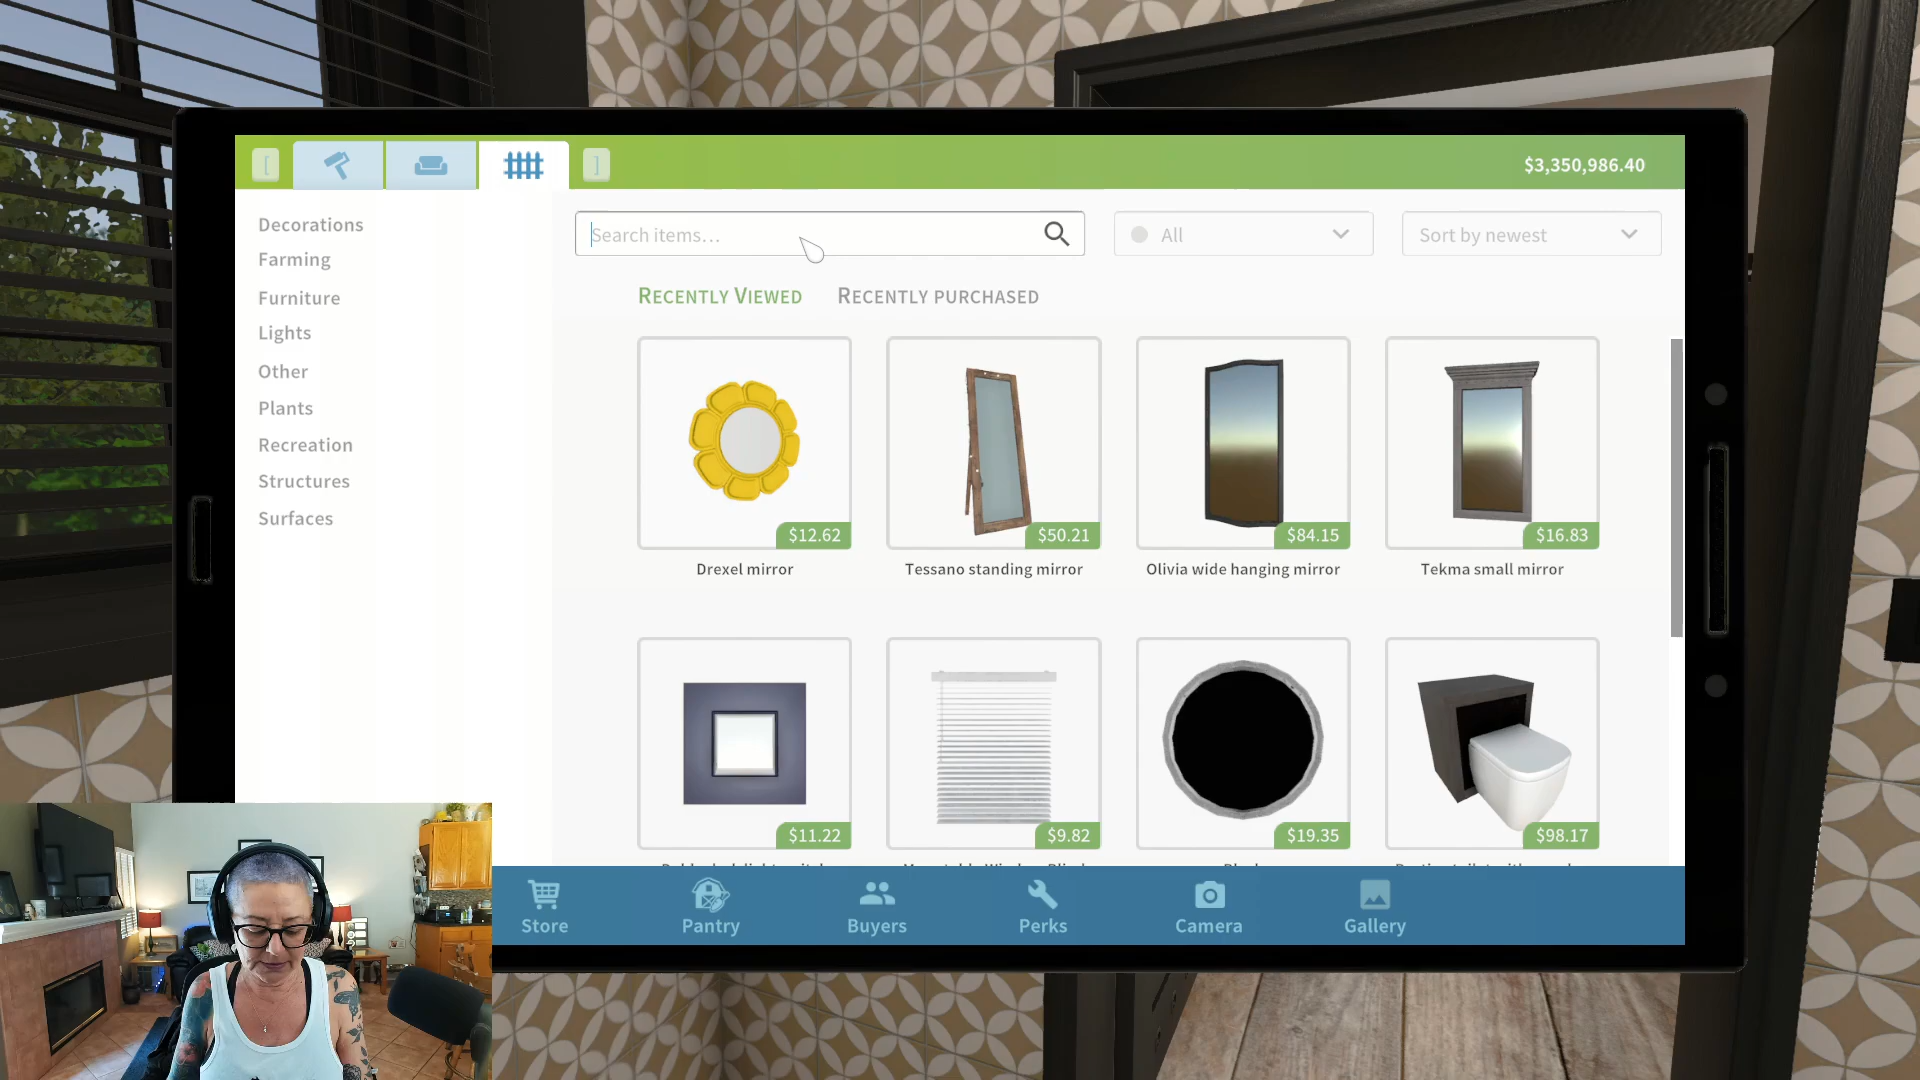 [
]
$3,350,986.40
Decorations
Farming
Furniture
Lights
Other
Plants
Recreation
Structures
Surfaces
Search items...
All
Sort by newest
RECENTLY VIEWED
RECENTLY PURCHASED
$12.62
$50.21
$84.15
$16.83
Drexel mirror
Tessano standing mirror
Olivia wide hanging mirror
Tekma small mirror
$11.22
$9.82
$19.35
$98.17
Store
Pantry
Buyers
Perks
Camera
Gallery